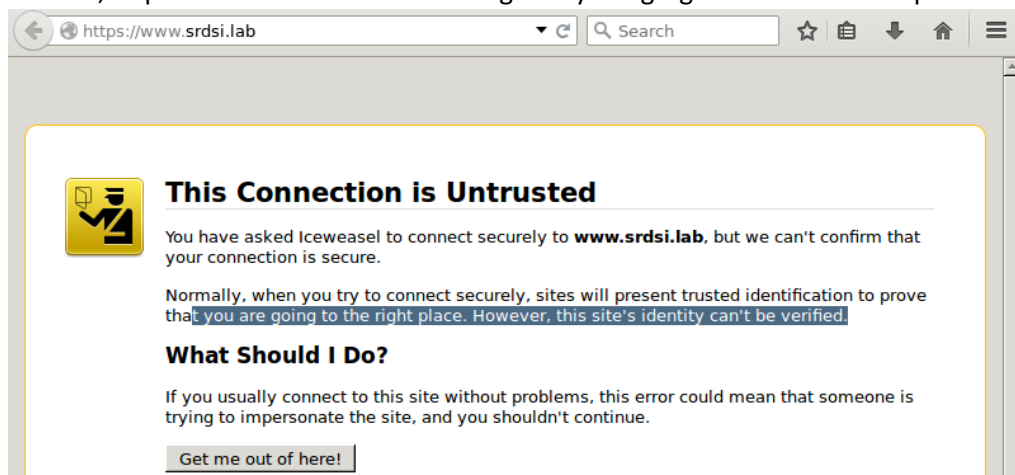 https://www.srdsi.lab
Search
This Connection is Untrusted
You have asked Iceweasel to connect securely to www.srdsi.lab, but we can't confirm that
your connection is secure.
Normally, when you try to connect securely, sites will present trusted identification to prove
that you are going to the right place. However, this site's identity can't be verified.
What Should I Do?
If you usually connect to this site without problems, this error could mean that someone is
trying to impersonate the site, and you shouldn't continue.
Get me out of here!